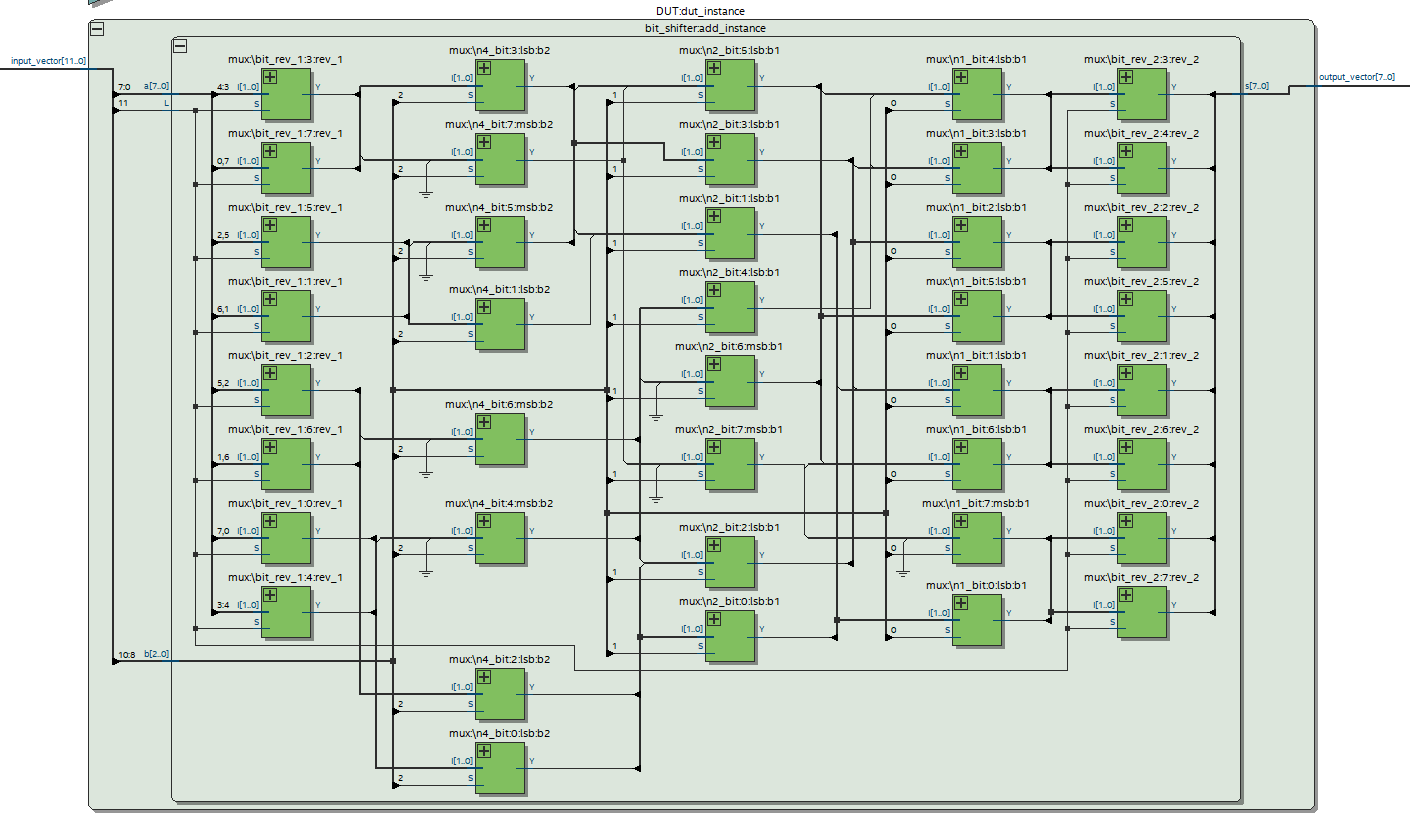 DUT:dut_instance
bit_shifter:add_instance
input_vector[11..0]
7:0
a[7..0]
11
L
10:8
b[2..0]
mux:\bit_rev_1:3:rev_1
4:3
I[1..0]
S
Y
mux:\bit_rev_1:7:rev_1
0,7
I[1..0]
S
Y
mux:\bit_rev_1:5:rev_1
2,5
I[1..0]
S
Y
mux:\bit_rev_1:1:rev_1
6,1
I[1..0]
S
Y
mux:\bit_rev_1:2:rev_1
5,2
I[1..0]
S
Y
mux:\bit_rev_1:6:rev_1
1,6
I[1..0]
S
Y
mux:\bit_rev_1:0:rev_1
7,0
I[1..0]
S
Y
mux:\bit_rev_1:4:rev_1
3:4
I[1..0]
S
Y
mux:\n4_bit:3:lsb:b2
I[1..0]
Y
2
S
mux:\n4_bit:7:msb:b2
I[1..0]
Y
2
S
mux:\n4_bit:5:msb:b2
I[1..0]
Y
2
S
mux:\n4_bit:1:lsb:b2
I[1..0]
Y
2
S
mux:\n4_bit:6:msb:b2
I[1..0]
Y
2
S
mux:\n4_bit:4:msb:b2
I[1..0]
Y
2
S
mux:\n4_bit:2:lsb:b2
I[1..0]
Y
2
S
mux:\n4_bit:0:lsb:b2
I[1..0]
Y
2
S
mux:\n2_bit:5:lsb:b1
I[1..0]
Y
1
S
mux:\n2_bit:3:lsb:b1
I[1..0]
Y
1
S
mux:\n2_bit:1:lsb:b1
I[1..0]
Y
1
S
mux:\n2_bit:4:lsb:b1
I[1..0]
Y
1
S
mux:\n2_bit:6:msb:b1
I[1..0]
Y
1
S
mux:\n2_bit:7:msb:b1
I[1..0]
Y
1
S
mux:\n2_bit:2:lsb:b1
I[1..0]
Y
1
S
mux:\n2_bit:0:lsb:b1
I[1..0]
Y
1
S
mux:\n1_bit:4:lsb:b1
I[1..0]
Y
0
S
mux:\n1_bit:3:lsb:b1
I[1..0]
Y
0
S
mux:\n1_bit:2:lsb:b1
I[1..0]
Y
0
S
mux:\n1_bit:5:lsb:b1
I[1..0]
Y
0
S
mux:\n1_bit:1:lsb:b1
I[1..0]
Y
0
S
mux:\n1_bit:6:lsb:b1
I[1..0]
Y
0
S
mux:\n1_bit:7:msb:b1
I[1..0]
Y
0
S
mux:\n1_bit:0:lsb:b1
I[1..0]
Y
0
S
mux:\bit_rev_2:3:rev_2
I[1..0]
S
Y
mux:\bit_rev_2:4:rev_2
I[1..0]
S
Y
mux:\bit_rev_2:2:rev_2
I[1..0]
S
Y
mux:\bit_rev_2:5:rev_2
I[1..0]
S
Y
mux:\bit_rev_2:1:rev_2
I[1..0]
S
Y
mux:\bit_rev_2:6:rev_2
I[1..0]
S
Y
mux:\bit_rev_2:0:rev_2
I[1..0]
S
Y
mux:\bit_rev_2:7:rev_2
I[1..0]
S
Y
s[7..0]
output_vector[7..0]